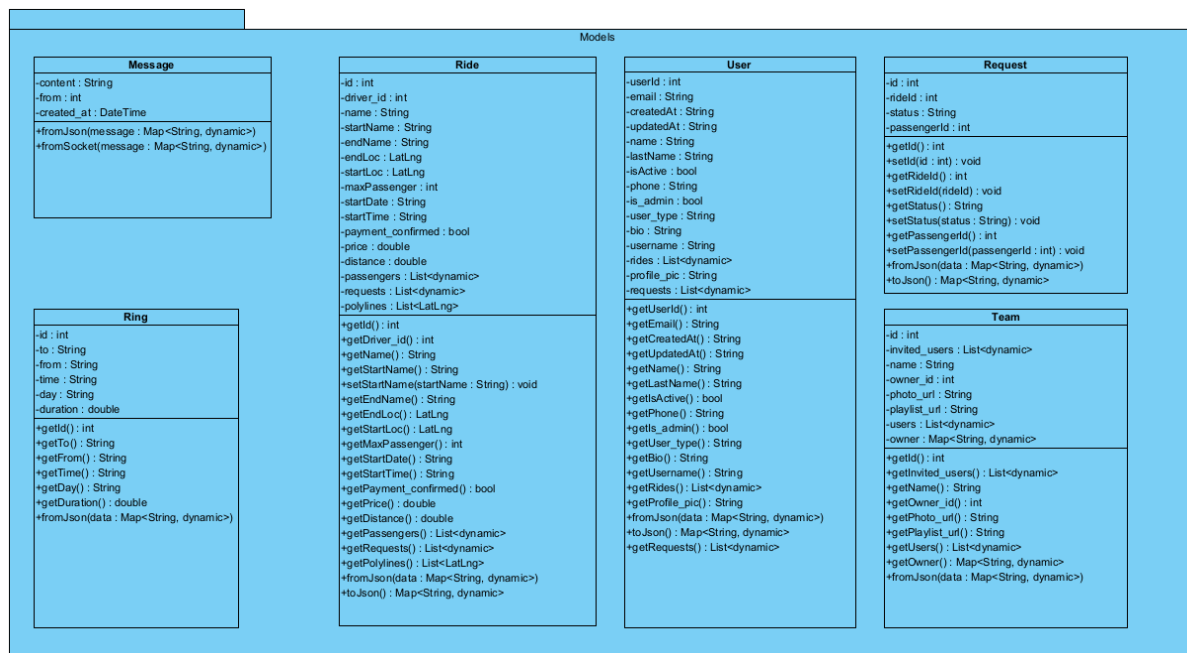 Models
Message
-content : String
-from : int
-created_at : DateTime
+fromJson(message : Map<String, dynamic>)
+fromSocket(message : Map<String, dynamic>)
Ride
-id : int
-driver_id : int
-name : String
-startName : String
-endName : String
-endLoc : LatLng
-startLoc : LatLng
-maxPassenger : int
-startDate : String
-startTime : String
-payment_confirmed : bool
-price : double
-distance : double
-passengers : List<dynamic>
-requests : List<dynamic>
-polylines : List<LatLng>
+getId() : int
+getDriver_id() : int
+getName() : String
+getStartName() : String
+setStartName(startName : String) : void
+getEndName() : String
+getEndLoc() : LatLng
+getStartLoc() : LatLng
+getMaxPassenger() : int
+getStartDate() : String
+getStartTime() : String
+getPayment_confirmed() : bool
+getPrice() : double
+getDistance() : double
+getPassengers() : List<dynamic>
+getRequests() : List<dynamic>
+getPolylines() : List<LatLng>
+fromJson(data : Map<String, dynamic>)
+toJson() : Map<String, dynamic>
User
-userId : int
-email : String
-createdAt : String
-updatedAt : String
-name : String
-lastName : String
-isActive : bool
-phone : String
-is_admin : bool
-user_type : String
-bio : String
-username : String
-rides : List<dynamic>
-profile_pic : String
-requests : List<dynamic>
+getUserId() : int
+getEmail() : String
+getCreatedAt() : String
+getUpdatedAt() : String
+getName() : String
+getLastName() : String
+getIsActive() : bool
+getPhone() : String
+getIs_admin() : bool
+getUser_type() : String
+getBio() : String
+getUsername() : String
+getRides() : List<dynamic>
+getProfile_pic() : String
+fromJson(data : Map<String, dynamic>)
+toJson() : Map<String, dynamic>
+getRequests() : List<dynamic>
Request
-id : int
-rideId : int
-status : String
-passengerId : int
+getId() : int
+setId(id : int) : void
+getRideId() : int
+setRideId(rideId) : void
+getStatus() : String
+setStatus(status : String) : void
+getPassengerId() : int
+setPassengerId(passengerId : int) : void
+fromJson(data : Map<String, dynamic>)
+toJson() : Map<String, dynamic>
Ring
-id : int
-to : String
-from : String
-time : String
-day : String
-duration : double
+getId() : int
+getTo() : String
+getFrom() : String
+getTime() : String
+getDay() : String
+getDuration() : double
+fromJson(data : Map<String, dynamic>)
Team
-id : int
-invited_users : List<dynamic>
-name : String
-owner_id : int
-photo_url : String
-playlist_url : String
-users : List<dynamic>
-owner : Map<String, dynamic>
+getId() : int
+getInvited_users() : List<dynamic>
+getName() : String
+getOwner_id() : int
+getPhoto_url() : String
+getPlaylist_url() : String
+getUsers() : List<dynamic>
+getOwner() : Map<String, dynamic>
+fromJson(data : Map<String, dynamic>)